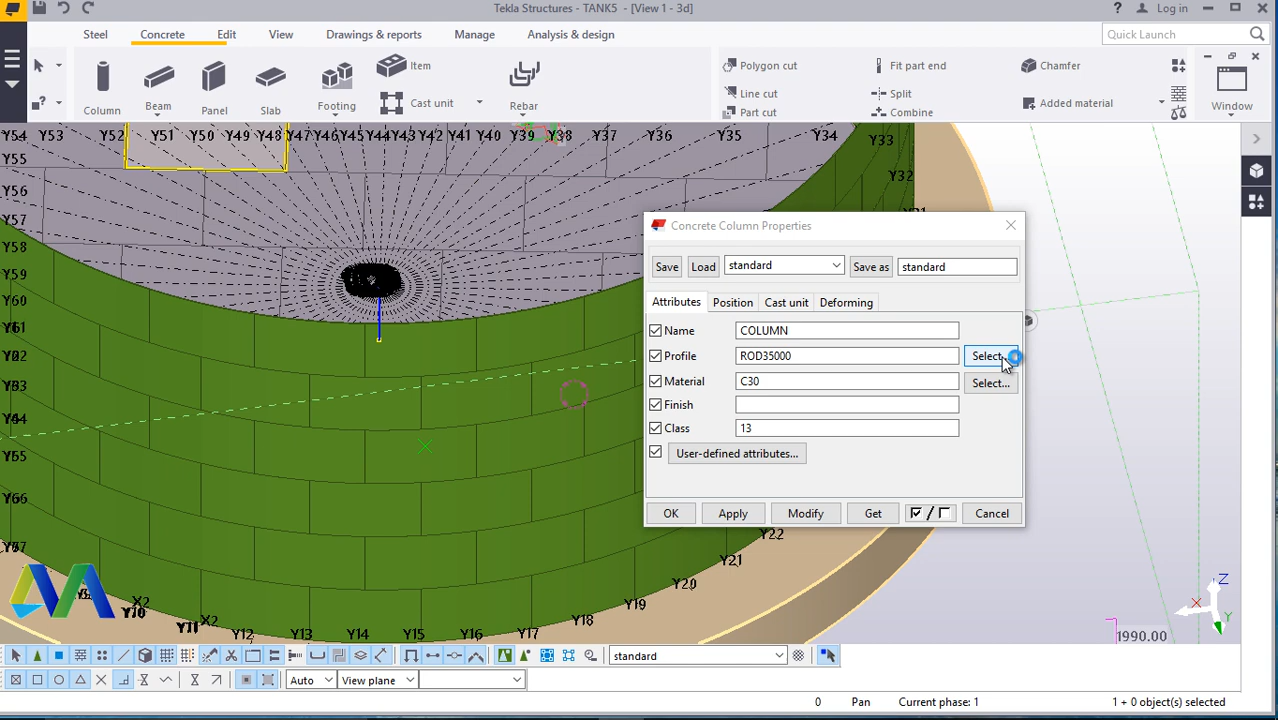 Tekla Structures - TANK5 - [View 1 - 3d]
? Log in
Steel Concrete Edit View Drawings & reports Manage Analysis & design Quick Launch
Column Beam Panel Slab Footing Item Cast unit Rebar
Polygon cut Line cut Part cut Fit part end Split Combine Chamfer Added material Window
Y54 Y53 Y52 Y51 Y50 Y49 Y48 Y47 Y46 Y45 Y44 Y43 Y42 Y41 Y40 Y39 Y38 Y37 Y36 Y35 Y34 Y33
Y55
Y56 Y32
Y57
Y58
Y59
Y60
Concrete Column Properties
Save Load standard Save as standard
Attributes Position Cast unit Deforming
Name COLUMN
Profile ROD35000 Select...
Material C30 Select...
Finish
Class 13
User-defined attributes...
OK Apply Modify Get / Cancel
Y22
Y21
Y20
Y19
Y18
X2
X2
Y12 Y13 Y14 Y15 Y16 Y17
Z
X
Y
1990.00
standard
Auto View plane
0 Pan Current phase: 1 1 + 0 object(s) selected